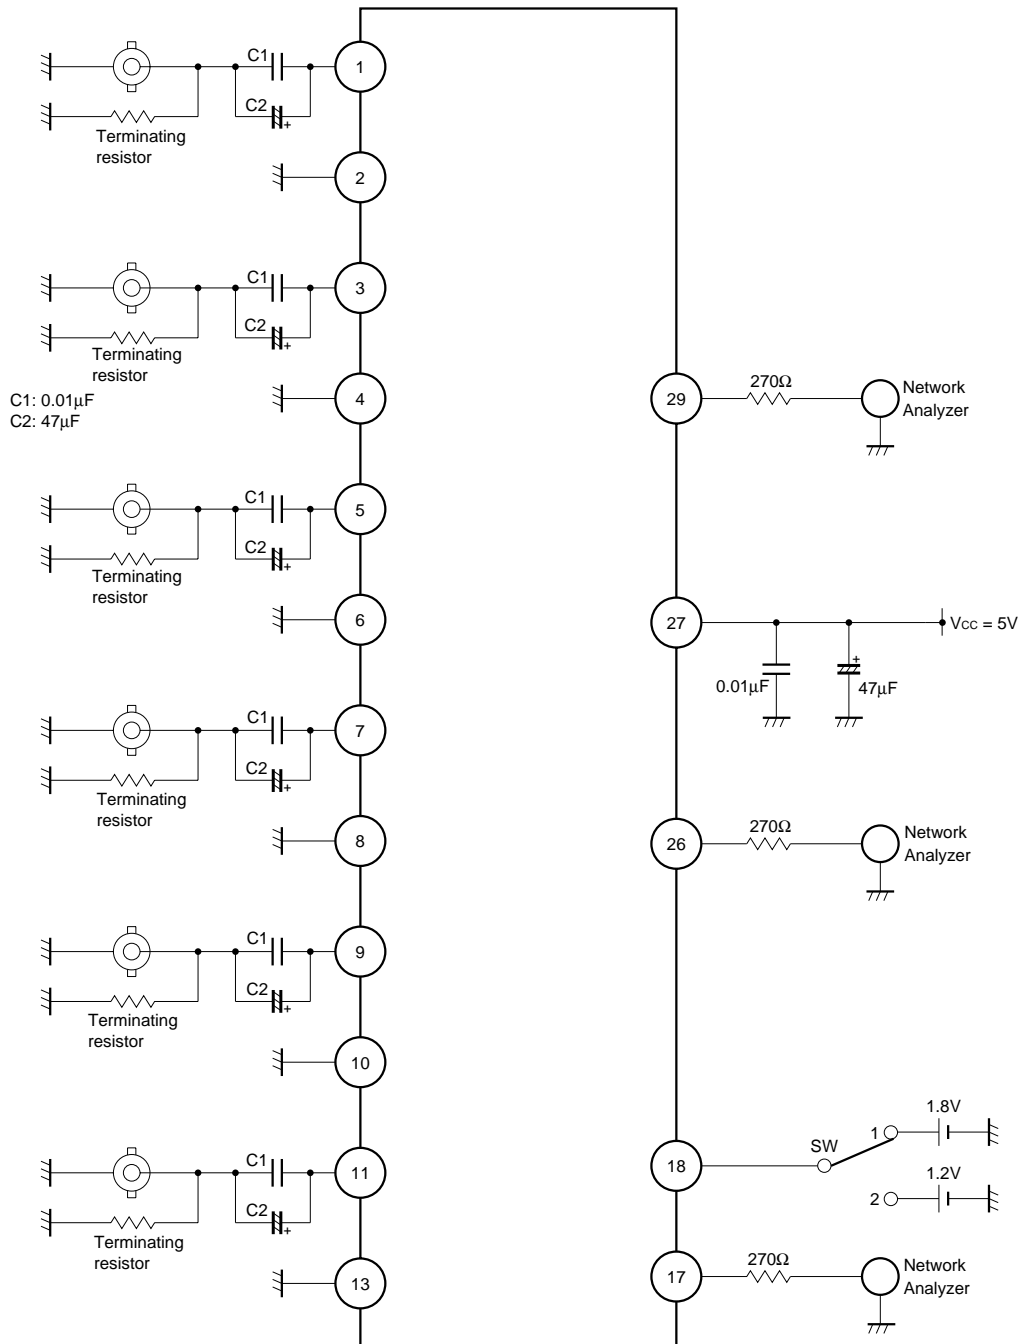 C1
1
C2
+
Terminating
resistor
2
C1
3
C2
+
Terminating
resistor
C1: 0.01μF
C2: 47μF
4
29
270Ω
Network
Analyzer
C1
5
C2
+
Terminating
resistor
6
27
VCC = 5V
+
0.01μF
47μF
C1
7
C2
+
Terminating
resistor
8
26
270Ω
Network
Analyzer
C1
9
C2
+
Terminating
resistor
10
C1
11
C2
+
Terminating
resistor
13
18
SW
1
1.8V
2
1.2V
17
270Ω
Network
Analyzer